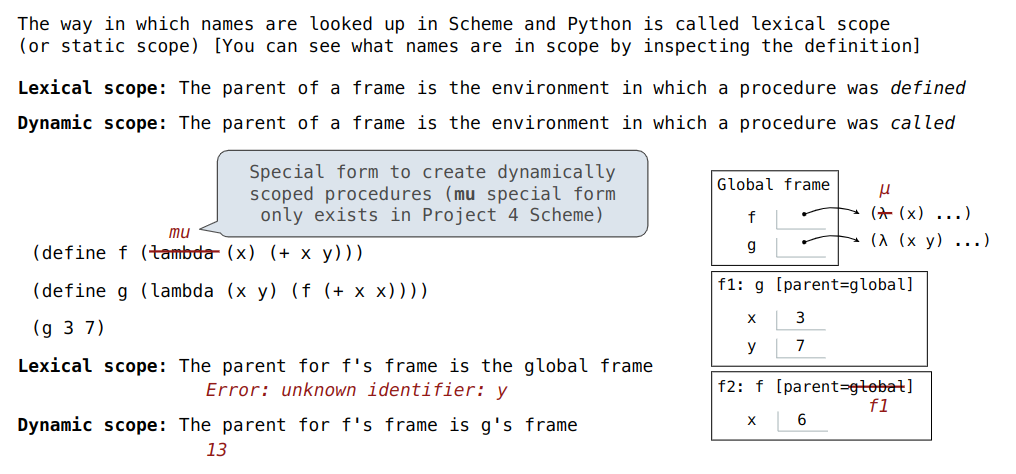 The way in which names are looked up in Scheme and Python is called lexical scope
(or static scope) [You can see what names are in scope by inspecting the definition]
Lexical scope: The parent of a frame is the environment in which a procedure was defined
Dynamic scope: The parent of a frame is the environment in which a procedure was called
Special form to create dynamically
scoped procedures (mu special form
only exists in Project 4 Scheme)
mu
(define f (lambda (x) (+ x y)))
(define g (lambda (x y) (f (+ x x))))
(g 3 7)
Lexical scope: The parent for f's frame is the global frame
Error: unknown identifier: y
Dynamic scope: The parent for f's frame is g's frame
13
Global frame
μ
f
(λ (x) ...)
g
(λ (x y) ...)
f1: g [parent=global]
x 3
y 7
f2: f [parent=global]
f1
x 6